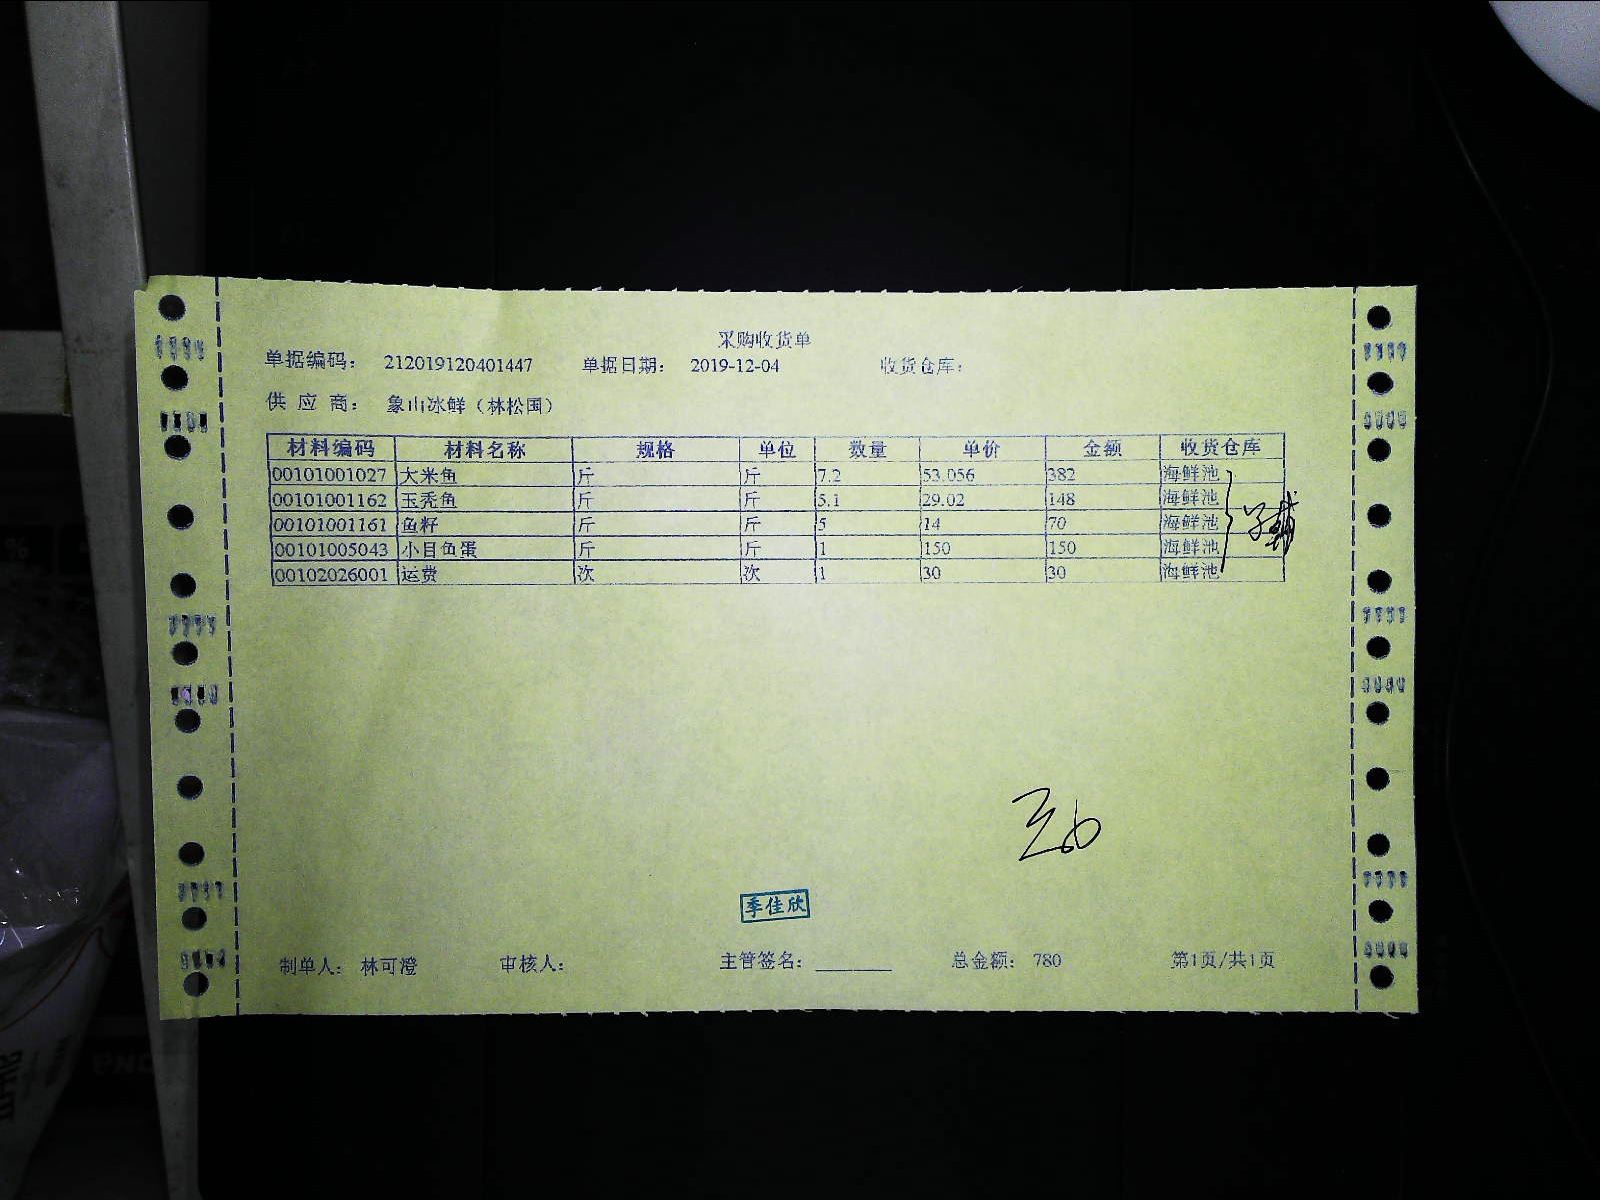 采购收货单
单据编码： 212019120401447 单据日期： 2019-12-04 收货仓库：
供 应 商： 象山冰鲜（林松国）
材料编码 材料名称 规格 单位 数量 单价 金额 收货仓库
00101001027 大米鱼 斤 斤 7.2 53.056 382 海鲜池
00101001162 玉秃鱼 斤 斤 5.1 29.02 148 海鲜池
00101001161 鱼籽 斤 斤 5 14 70 海鲜池
00101005043 小目鱼蛋 斤 斤 1 150 150 海鲜池
00102026001 运费 次 次 1 30 30 海鲜池
季佳欣
制单人： 林可澄 审核人： 主管签名： ________ 总金额： 780 第1页/共1页